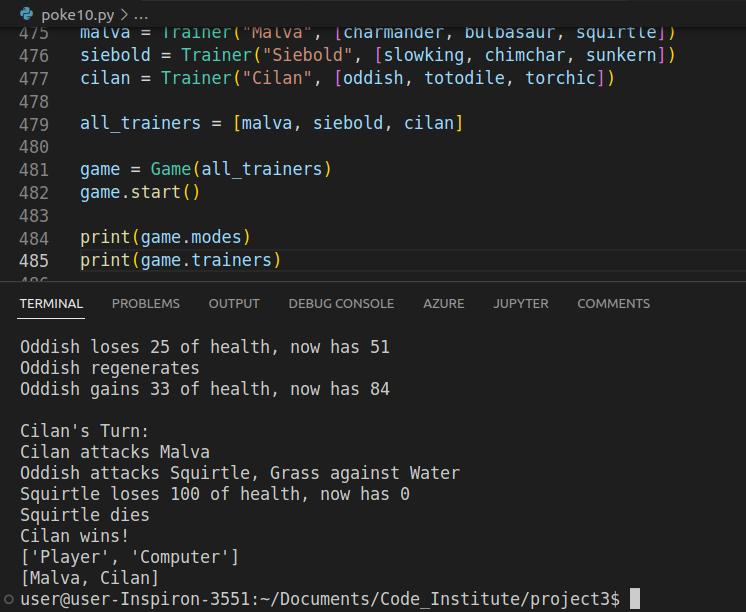 poke10.py > ...
475 malva = Trainer("Malva", [charmander, bulbasaur, squirtle])
476 siebold = Trainer("Siebold", [slowking, chimchar, sunkern])
477 cilan = Trainer("Cilan", [oddish, totodile, torchic])
478
479 all_trainers = [malva, siebold, cilan]
480
481 game = Game(all_trainers)
482 game.start()
483
484 print(game.modes)
485 print(game.trainers)
486
TERMINAL PROBLEMS OUTPUT DEBUG CONSOLE AZURE JUPYTER COMMENTS
Oddish loses 25 of health, now has 51
Oddish regenerates
Oddish gains 33 of health, now has 84
Cilan's Turn:
Cilan attacks Malva
Oddish attacks Squirtle, Grass against Water
Squirtle loses 100 of health, now has 0
Squirtle dies
Cilan wins!
['Player', 'Computer']
[Malva, Cilan]
user@user-Inspiron-3551:~/Documents/Code_Institute/project3$